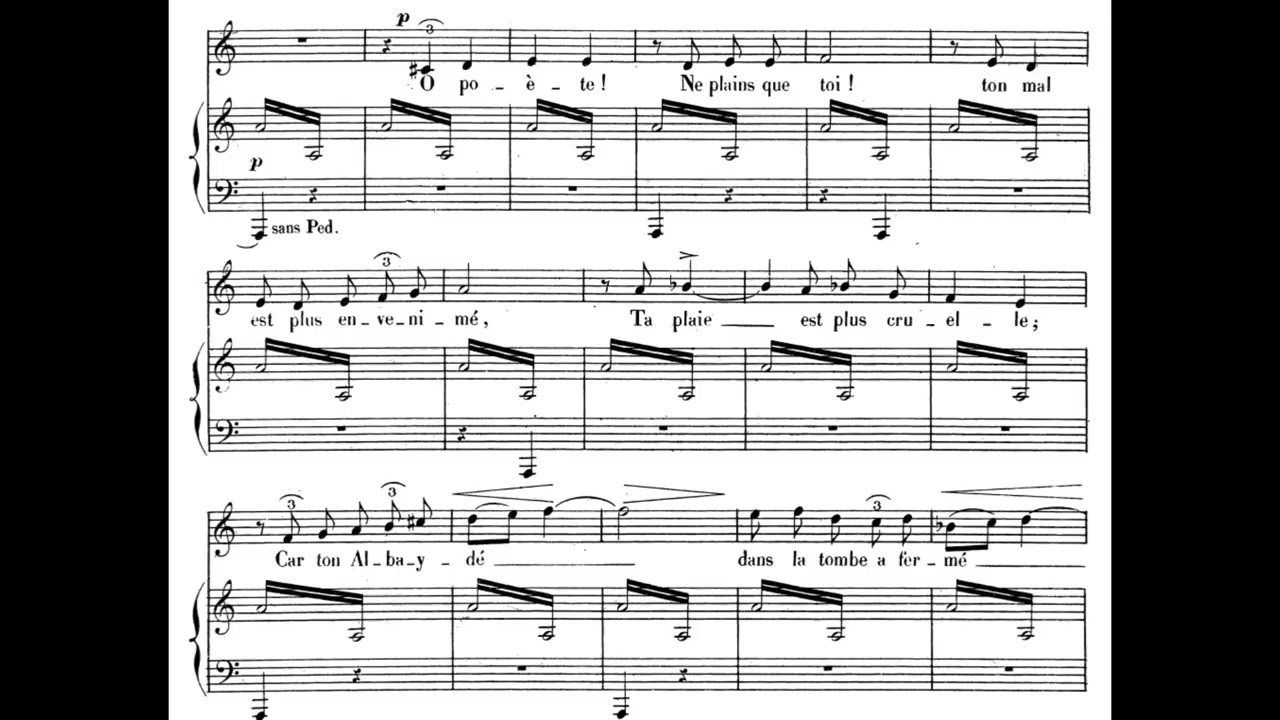 p
3
O po - è - te ! Ne plains que toi ! ton mal
p
sans Ped.
3
est plus en - ve - ni - mé, Ta plaie est plus cru - el - le ;
3 3 3
Car ton Al - ba - y - dé dans la tombe a fer - mé